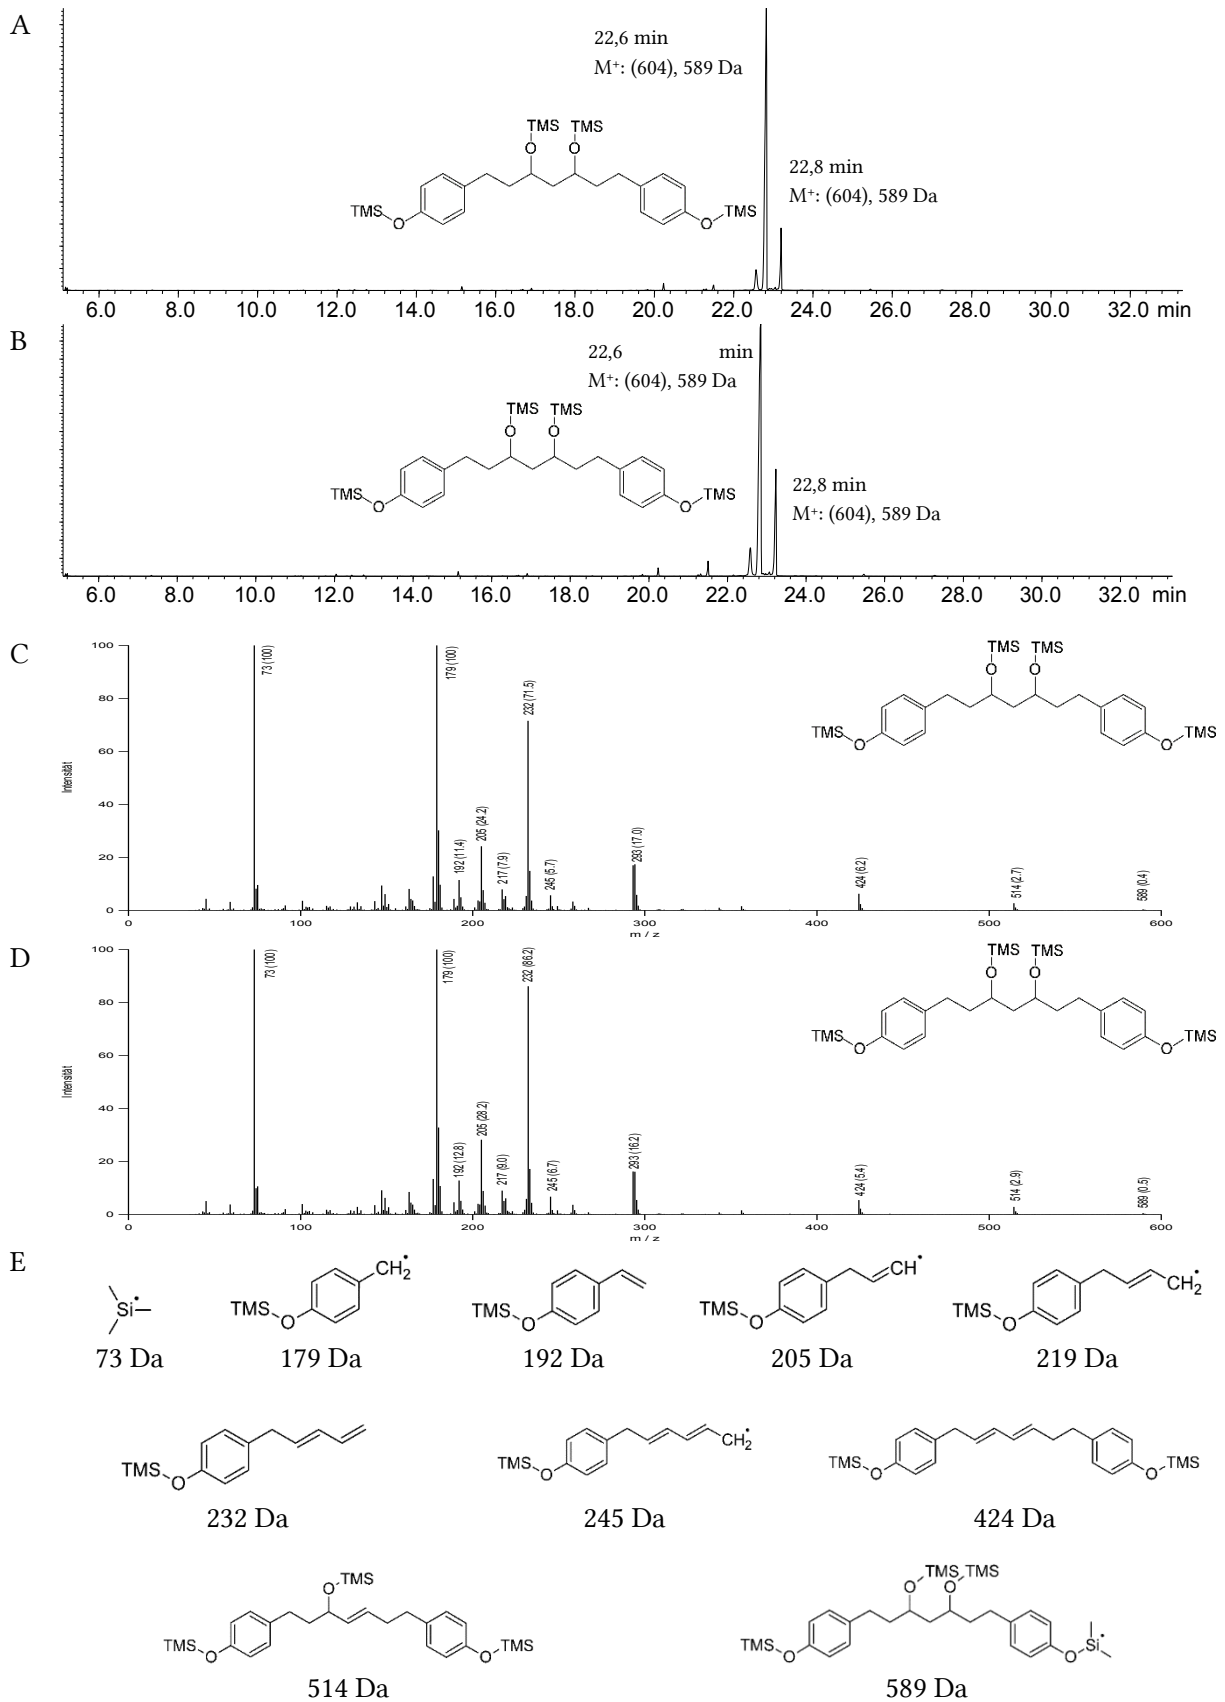 A
22,6 min
M⁺: (604), 589 Da
TMS TMS
O O
22,8 min
M⁺: (604), 589 Da
TMS O O TMS
6.0 8.0 10.0 12.0 14.0 16.0 18.0 20.0 22.0 24.0 26.0 28.0 30.0 32.0 min
B
22,6 min
M⁺: (604), 589 Da
TMS TMS
O O
22,8 min
M⁺: (604), 589 Da
TMS O O TMS
6.0 8.0 10.0 12.0 14.0 16.0 18.0 20.0 22.0 24.0 26.0 28.0 30.0 32.0 min
C
100
80
60
40
20
0
Intensität
73 (100)
179 (100)
192 (11.4)
205 (24.2)
217 (7.9)
232 (71.5)
245 (5.7)
293 (17.0)
424 (6.2)
514 (2.7)
589 (0.4)
TMS TMS
O O
TMS O O TMS
0 100 200 300 400 500 600
m / z
D
100
80
60
40
20
0
Intensität
73 (100)
179 (100)
192 (12.8)
205 (28.2)
217 (9.0)
232 (86.2)
245 (6.7)
293 (16.2)
424 (5.4)
514 (2.9)
589 (0.5)
TMS TMS
O O
TMS O O TMS
0 200 400 600
m / z
E
Si•
73 Da
TMS O CH₂•
179 Da
TMS O
192 Da
TMS O CH•
205 Da
TMS O CH₂•
219 Da
TMS O
232 Da
TMS O CH₂•
245 Da
TMS O O TMS
424 Da
O TMS
TMS O O TMS
514 Da
TMS TMS
O O
TMS O O Si•
589 Da